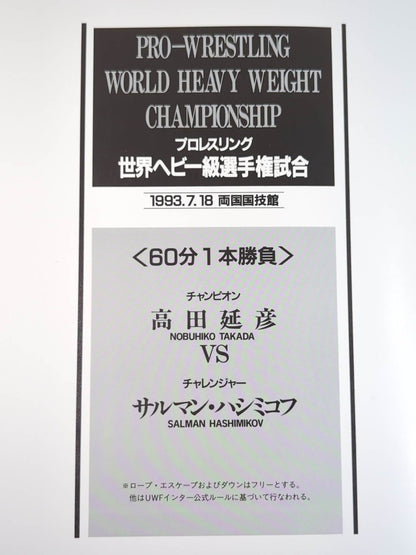 PRO-WRESTLING
WORLD HEAVY WEIGHT
CHAMPIONSHIP
プロレスリング
世界ヘビー級選手権試合
1993.7.18 両国国技館
〈60分1本勝負〉
チャンピオン
高田延彦
NOBUHIKO TAKADA
VS
チャレンジャー
サルマン・ハシミコフ
SALMAN HASHIMIKOV
※ロープ・エスケープおよびダウンはフリーとする。
他はUWFインター公式ルールに基づいて行なわれる。